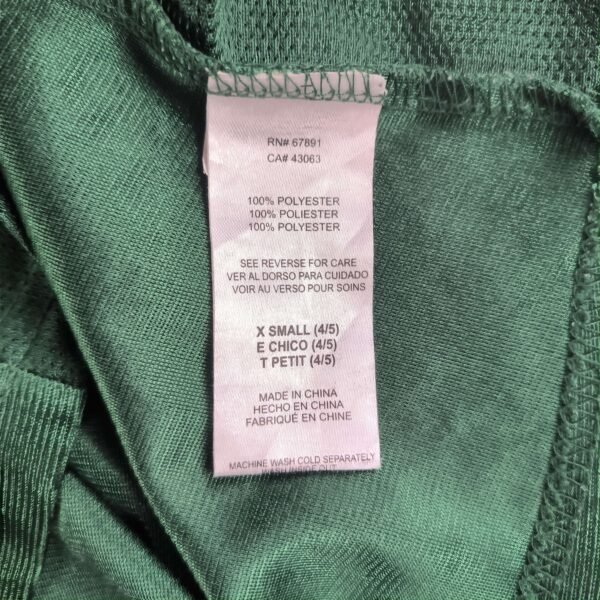 RN# 67891
CA# 43063
100% POLYESTER
100% POLIESTER
100% POLYESTER
SEE REVERSE FOR CARE
VER AL DORSO PARA CUIDADO
VOIR AU VERSO POUR SOINS
X SMALL (4/5)
E CHICO (4/5)
T PETIT (4/5)
MADE IN CHINA
HECHO EN CHINA
FABRIQUÉ EN CHINE
MACHINE WASH COLD SEPARATELY